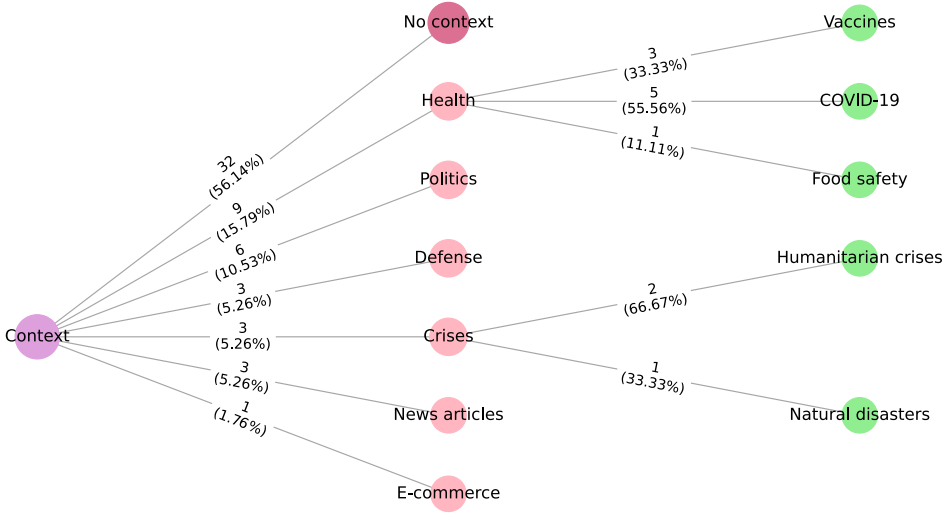 No context
Vaccines
3
(33.33%)
Health
5
(55.56%)
COVID-19
1
(11.11%)
32
(56.14%)
Politics
Food safety
9
(15.79%)
6
(10.53%)
Defense
Humanitarian crises
3
(5.26%)
2
(66.67%)
Context
3
(5.26%)
Crises
3
(5.26%)
1
(33.33%)
1
(1.76%)
News articles
Natural disasters
E-commerce